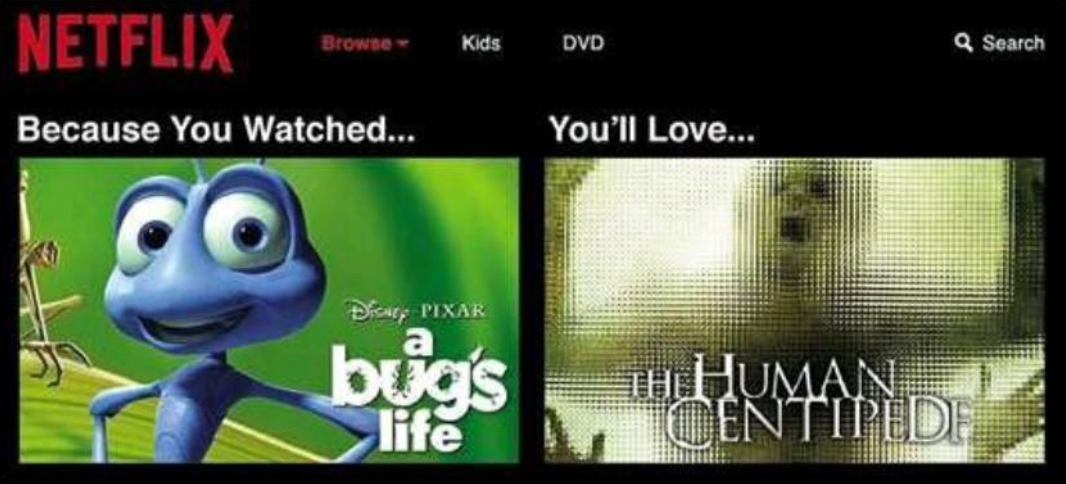 NETFLIX Browse Kids DVD Search
Because You Watched... You'll Love...
Disney PIXAR
a
bug's
life
THE HUMAN
CENTIPEDE